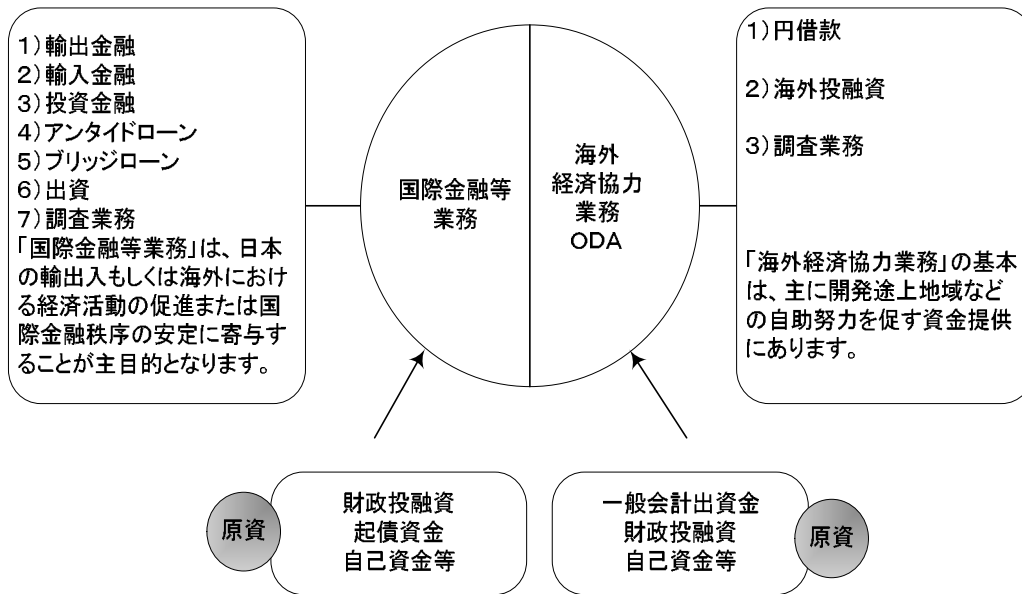 1)輸出金融
2)輸入金融
3)投資金融
4)アンタイドローン
5)ブリッジローン
6)出資
7)調査業務
「国際金融等業務」は、日本
の輸出入もしくは海外におけ
る経済活動の促進または国
際金融秩序の安定に寄与す
ることが主目的となります。
国際金融等
業務
海外
経済協力
業務
ODA
1)円借款
2)海外投融資
3)調査業務
「海外経済協力業務」の基本
は、主に開発途上地域など
の自助努力を促す資金提供
にあります。
原資
財政投融資
起債資金
自己資金等
一般会計出資金
財政投融資
自己資金等
原資